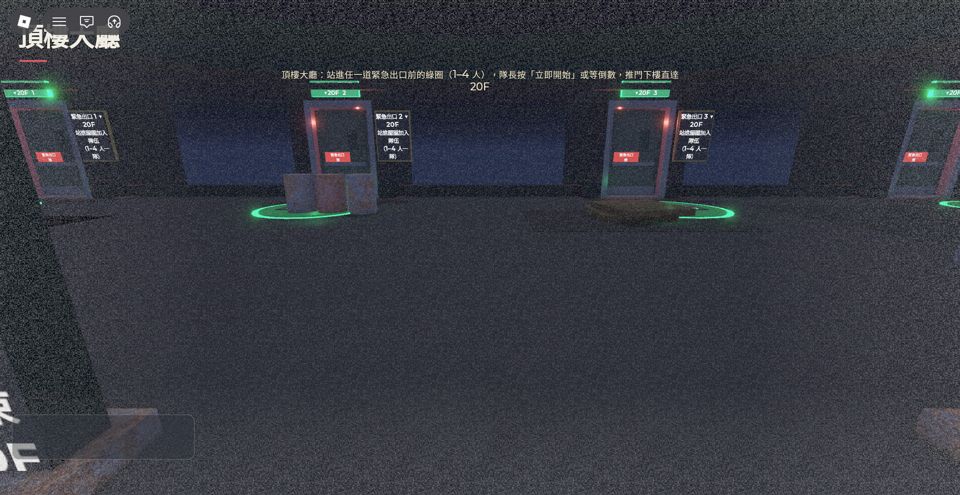 頂樓大廳
頂樓大廳：站進任一道緊急出口前的綠圈（1–4 人），隊長按「立即開始」或等倒數，推門下樓直達
20F
+20F 1
+20F 2
+20F 3
緊急出口 1 ▾
20F
站進綠圈加入
隊伍
(1–4 人一
隊)
緊急出口 2 ▾
20F
站進綠圈加入
隊伍
(1–4 人一
隊)
緊急出口 3 ▾
20F
站進綠圈加入
隊伍
(1–4 人一
隊)